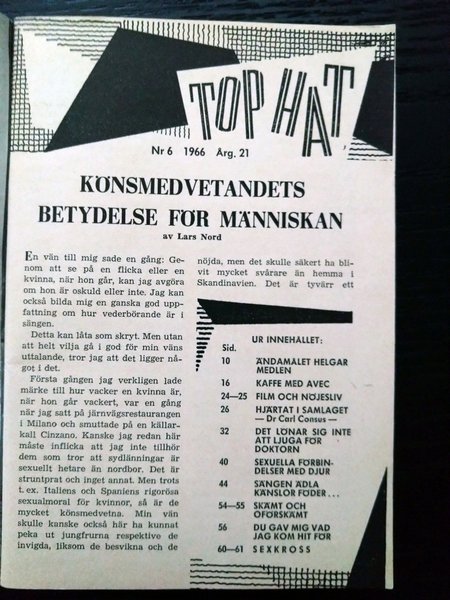 TOP HAT
Nr 6 1966 Årg. 21
KÖNSMEDVETANDETS
BETYDELSE FÖR MÄNNISKAN
av Lars Nord
En vän till mig sade en gång: Ge-
nom att se på en flicka eller en
kvinna, när hon går, kan jag avgöra
om hon är oskuld eller inte. Jag kan
också bilda mig en ganska god upp-
fattning om hur vederbörande är i
sängen.
Detta kan låta som skryt. Men utan
att helt vilja gå i god för min väns
uttalande, tror jag att det ligger nå-
got i det.
Första gången jag verkligen lade
märke till hur vacker en kvinna är,
när hon går vackert, var en gång
när jag satt på järnvägsrestaurangen
i Milano och smuttade på en källar-
kall Cinzano. Kanske jag redan här
måste inflicka att jag inte tillhör
dem som tror att sydlänningar är
sexuellt hetare än nordbor. Det är
struntprat och inget annat. Men trots
t. ex. Italiens och Spaniens rigorösa
sexualmoral för kvinnor, så är de
mycket könsmedvetna. Min vän
skulle kanske också här ha kunnat
peka ut jungfrurna respektive de
invigda, liksom de besvikna och de
nöjda, men det skulle säkert ha bli-
vit mycket svårare än hemma i
Skandinavien. Det är tyvärr ett
UR INNEHÅLLET:
Sid.
10 ÄNDAMÅLET HELGAR
MEDLEN
16 KAFFE MED AVEC
24—25 FILM OCH NÖJESLIV
26 HJÄRTAT I SAMLAGET
— Dr Carl Consus —
32 DET LÖNAR SIG INTE
ATT LJUGA FÖR
DOKTORN
40 SEXUELLA FÖRBIN-
DELSER MED DJUR
44 SÄNGEN ÄDLA
KÄNSLOR FÖDER...
54—55 SKÄMT OCH
OFÖRSKÄMT
56 DU GAV MIG VAD
JAG KOM HIT FÖR
60—61 SEXKROSS